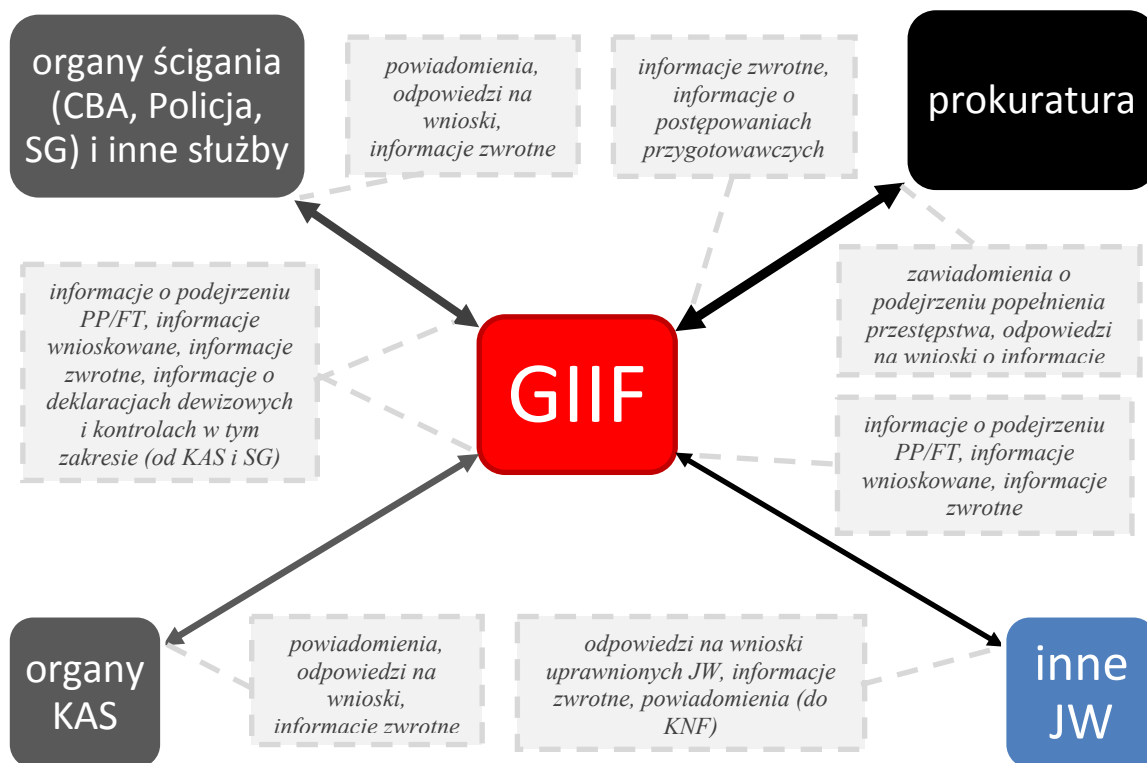 organy ścigania
(CBA, Policja,
SG) i inne służby
powiadomienia,
odpowiedzi na
wnioski,
informacje zwrotne
informacje zwrotne,
informacje o
postępowaniach
przygotowawczych
prokuratura
informacje o podejrzeniu
PP/FT, informacje
wnioskowane, informacje
zwrotne, informacje o
deklaracjach dewizowych
i kontrolach w tym
zakresie (od KAS i SG)
GIIF
zawiadomienia o
podejrzeniu popełnienia
przestępstwa, odpowiedzi
na wnioski o informacje
informacje o podejrzeniu
PP/FT, informacje
wnioskowane, informacje
zwrotne
organy
KAS
powiadomienia,
odpowiedzi na
wnioski,
informacje zwrotne
odpowiedzi na wnioski
uprawnionych JW, informacje
zwrotne, powiadomienia (do
KNF)
inne
JW